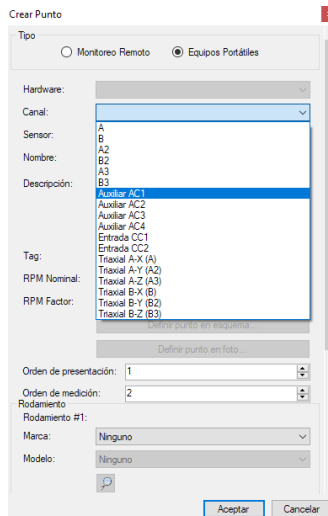 Crear Punto
Tipo
Monitoreo Remoto
Equipos Portátiles
Hardware:
Canal:
Sensor:
Nombre:
Descripción:
A
B
A2
B2
A3
B3
Auxiliar AC1
Auxiliar AC2
Auxiliar AC3
Auxiliar AC4
Entrada CC1
Entrada CC2
Triaxial A-X (A)
Triaxial A-Y (A2)
Triaxial A-Z (A3)
Triaxial B-X (B)
Triaxial B-Y (B2)
Triaxial B-Z (B3)
Tag:
RPM Nominal:
RPM Factor:
Definir punto en esquema...
Definir punto en foto...
Orden de presentación: 1
Orden de medición: 2
Rodamiento
Rodamiento #1:
Marca: Ninguno
Modelo: Ninguno
Aceptar Cancelar